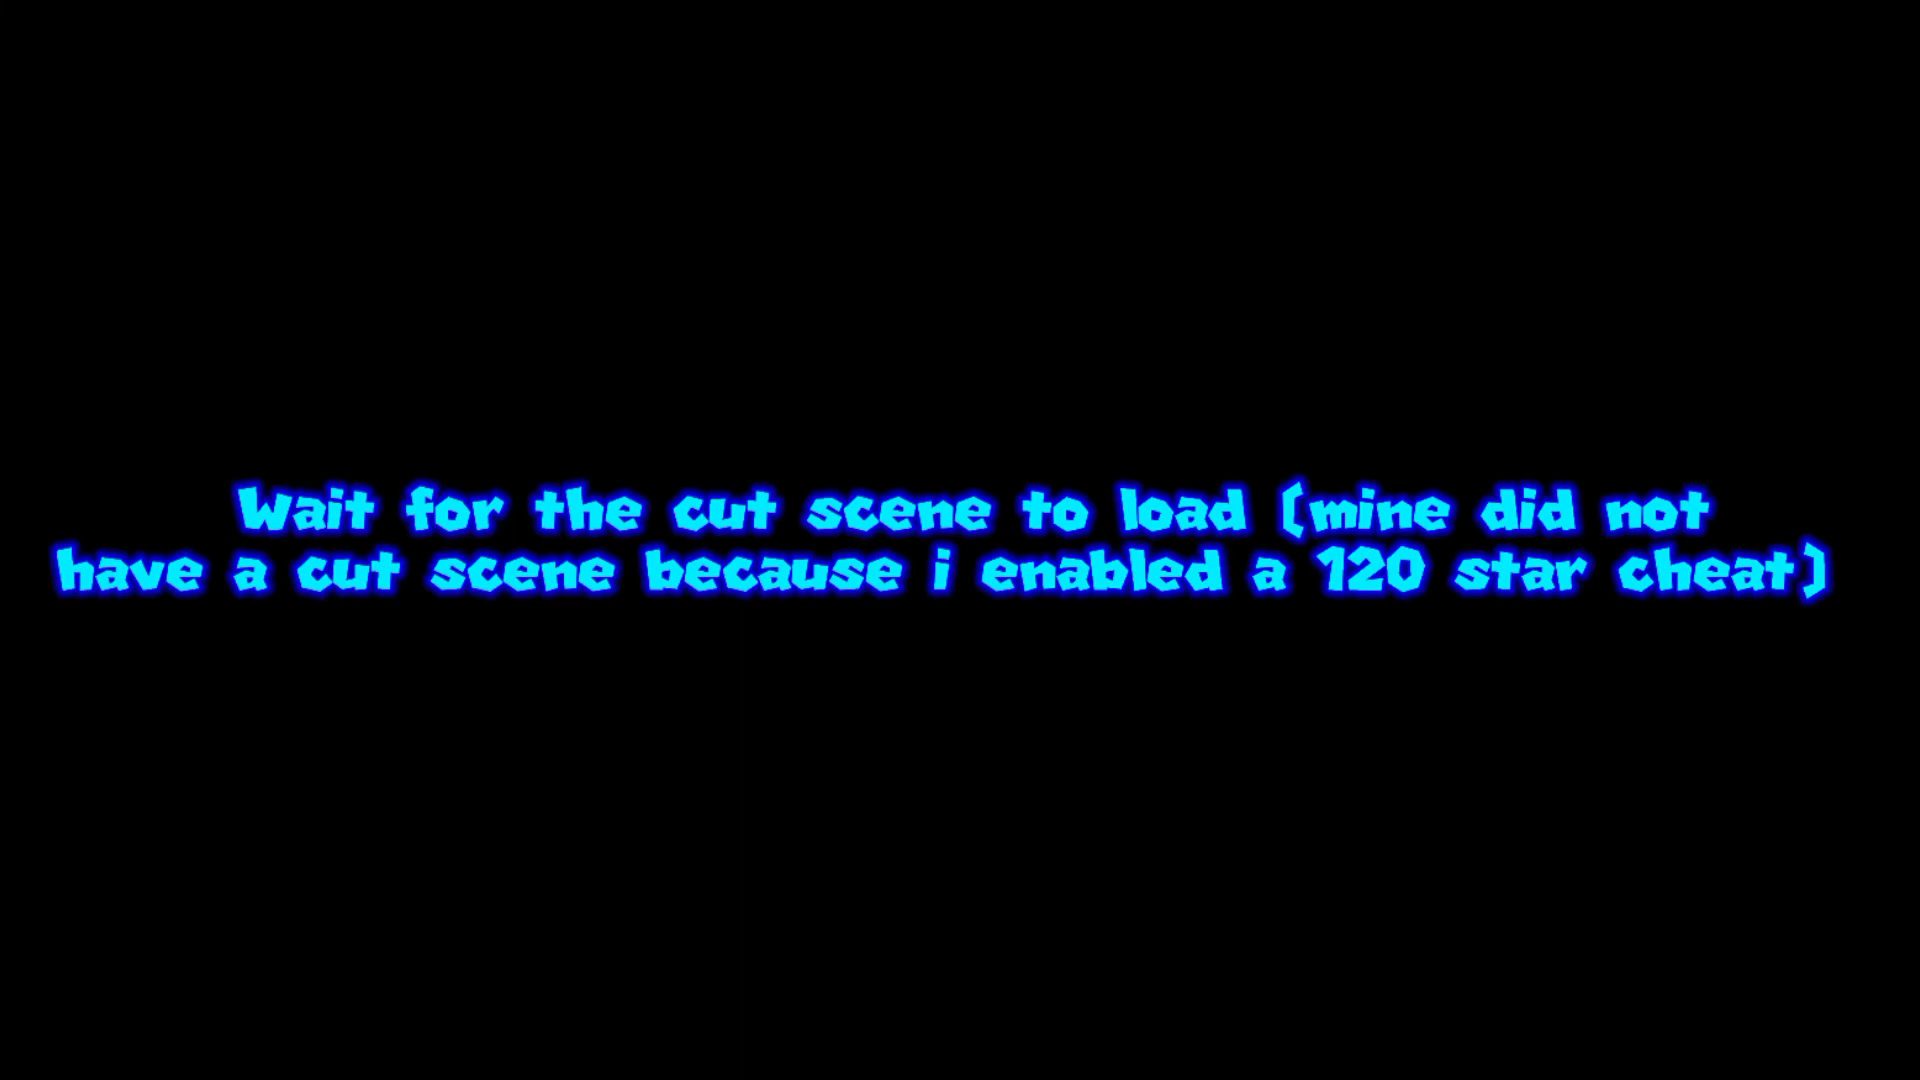 Wait for the cut scene to load (mine did not
have a cut scene because i enabled a 120 star cheat)